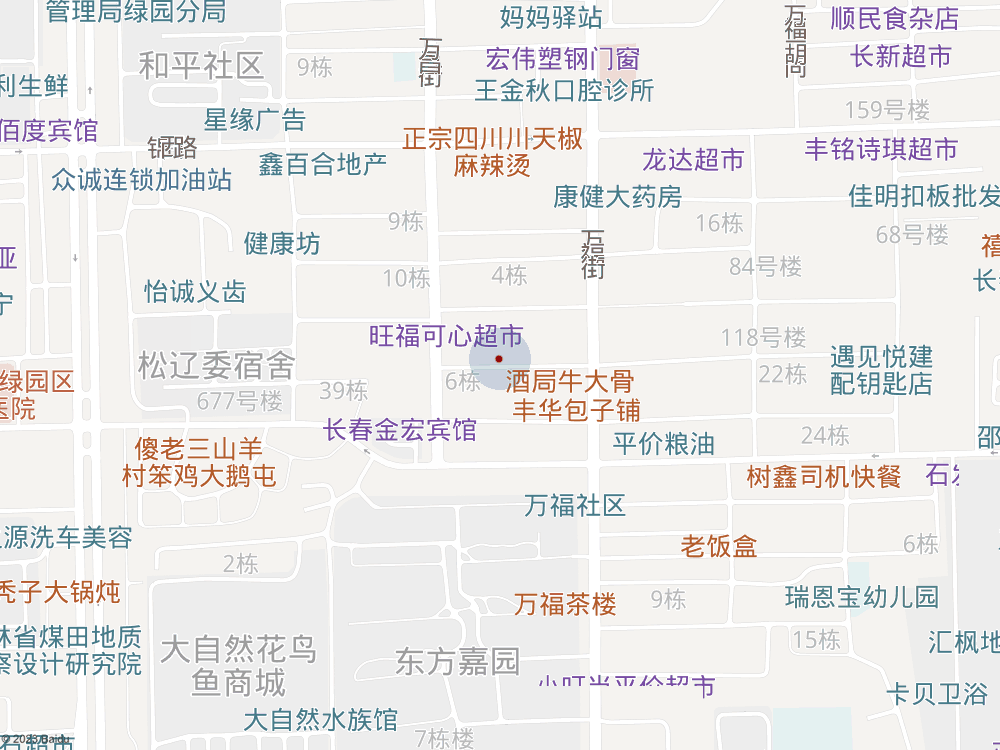 管理局绿园分局
妈妈驿站
顺民食杂店
宏伟塑钢门窗
长新超市
和平社区
9栋
利生鲜
王金秋口腔诊所
159号楼
星缘广告
佰度宾馆
正宗四川川天椒
麻辣烫
龙达超市
丰铭诗琪超市
鑫百合地产
众诚连锁加油站
康健大药房
佳明扣板批发
9栋
16栋
68号楼
健康坊
亚
万福街
禧
10栋
4栋
84号楼
长
怡诚义齿
宁
旺福可心超市
118号楼
松辽委宿舍
遇见悦建
配钥匙店
绿园区
医院
39栋
6栋
酒局牛大骨
22栋
677号楼
丰华包子铺
长春金宏宾馆
24栋
邵
平价粮油
傻老三山羊
村笨鸡大鹅屯
树鑫司机快餐
万福社区
源洗车美容
老饭盒
6栋
2栋
秃子大锅炖
万福茶楼
9栋
瑞恩宝幼儿园
林省煤田地质
察设计研究院
大自然花鸟
鱼商城
东方嘉园
15栋
汇枫地
卡贝卫浴
大自然水族馆
7栋楼
© 2023 Baidu